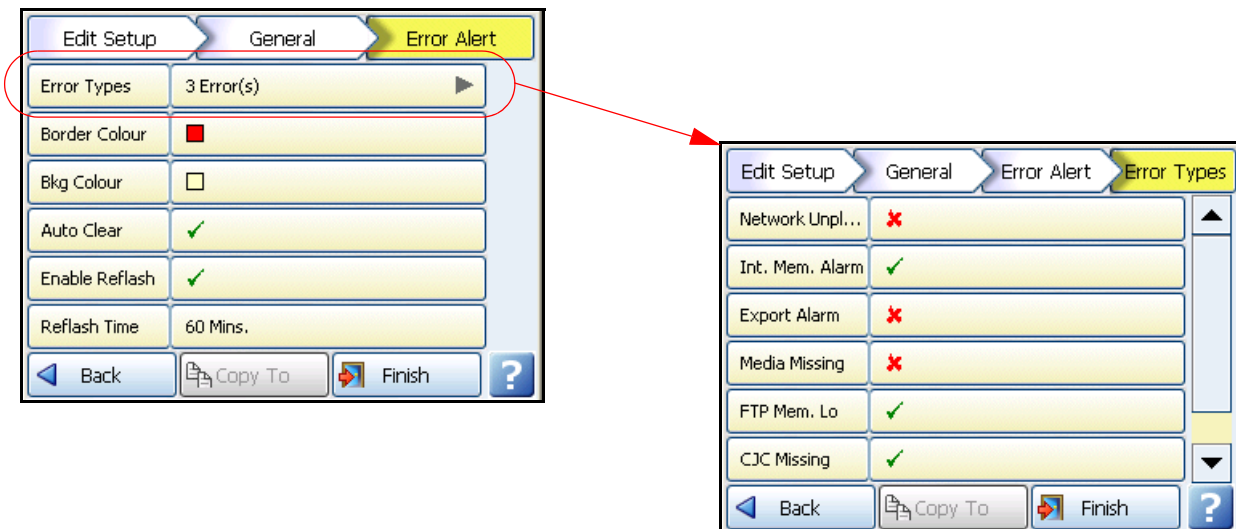 Edit Setup General Error Alert
Error Types 3 Error(s)
Border Colour
Bkg Colour
Auto Clear
Enable Reflash
Reflash Time 60 Mins.
Back Copy To Finish ?
Edit Setup General Error Alert Error Types
Network Unpl...
Int. Mem. Alarm
Export Alarm
Media Missing
FTP Mem. Lo
CJC Missing
Back Copy To Finish ?